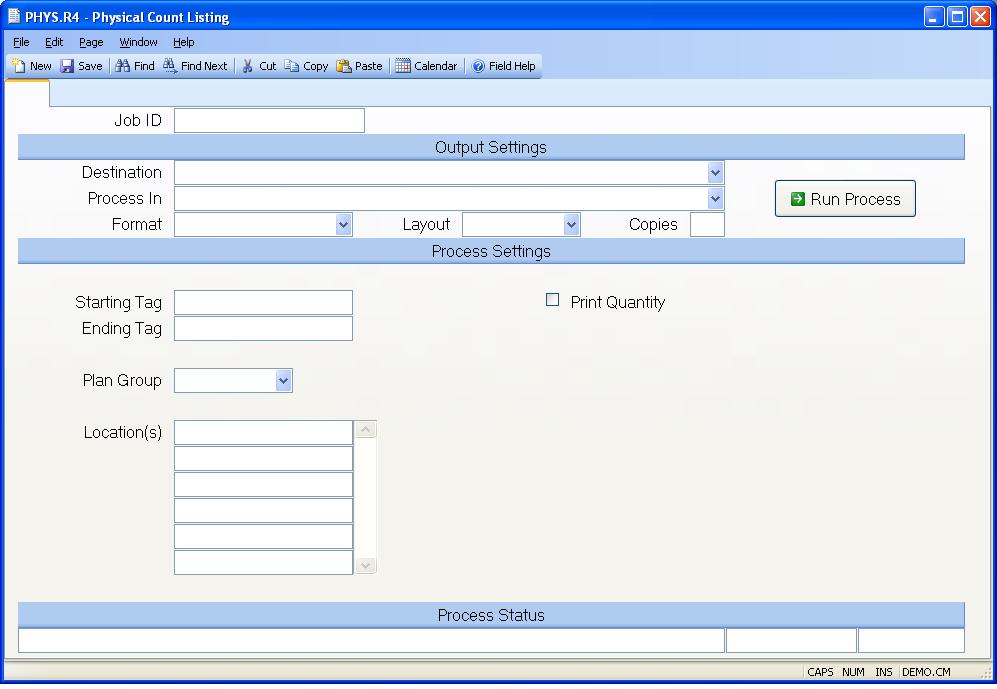 PHYS.R4 - Physical Count Listing
File Edit Page Window Help
New Save Find Find Next Cut Copy Paste Calendar Field Help
Job ID
Output Settings
Destination
Process In
Run Process
Format Layout Copies
Process Settings
Starting Tag Print Quantity
Ending Tag
Plan Group
Location(s)
Process Status
CAPS NUM INS DEMO.CM